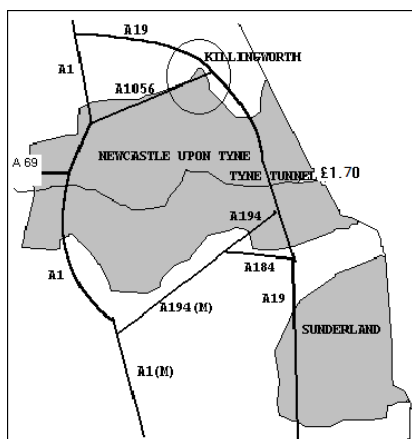 A19
KILLINGWORTH
A1
A1056
A 69
NEWCASTLE UPON TYNE
TYNE TUNNEL £1.70
A194
A1
A184
A19
A194(M)
SUNDERLAND
A1(M)